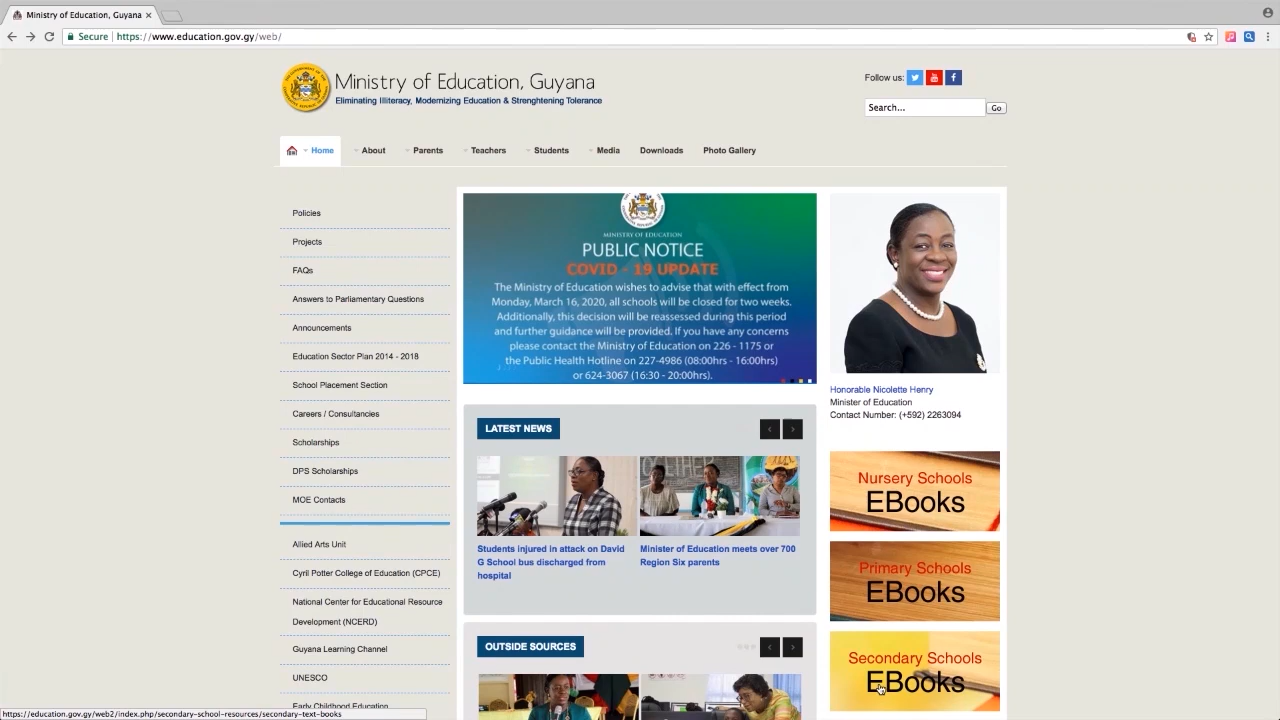 Ministry of Education, Guyana
Secure
https://www.education.gov.gy/web/
Ministry of Education, Guyana
Eliminating Illiteracy, Modernizing Education & Strenghtening Tolerance
Follow us:
Search...
Go
Home
About
Parents
Teachers
Students
Media
Downloads
Photo Gallery
Policies
Projects
FAQs
Answers to Parliamentary Questions
Announcements
Education Sector Plan 2014 - 2018
School Placement Section
Careers / Consultancies
Scholarships
DPS Scholarships
MOE Contacts
Allied Arts Unit
Cyril Potter College of Education (CPCE)
National Center for Educational Resource
Development (NCERD)
Guyana Learning Channel
UNESCO
Early Childhood Education
MINISTRY OF EDUCATION
PUBLIC NOTICE
COVID - 19 UPDATE
The Ministry of Education wishes to advise that with effect from
Monday, March 16, 2020, all schools will be closed for two weeks.
Additionally, this decision will be reassessed during this period
and further guidance will be provided. If you have any concerns
please contact the Ministry of Education on 226 - 1175 or
the Public Health Hotline on 227-4986 (08:00hrs - 16:00hrs)
or 624-3067 (16:30 - 20:00hrs).
LATEST NEWS
Students injured in attack on David
G School bus discharged from
hospital
Minister of Education meets over 700
Region Six parents
OUTSIDE SOURCES
Honorable Nicolette Henry
Minister of Education
Contact Number: (+592) 2263094
Nursery Schools
EBooks
Primary Schools
EBooks
Secondary Schools
EBooks
https://education.gov.gy/web2/index.php/secondary-school-resources/secondary-text-books